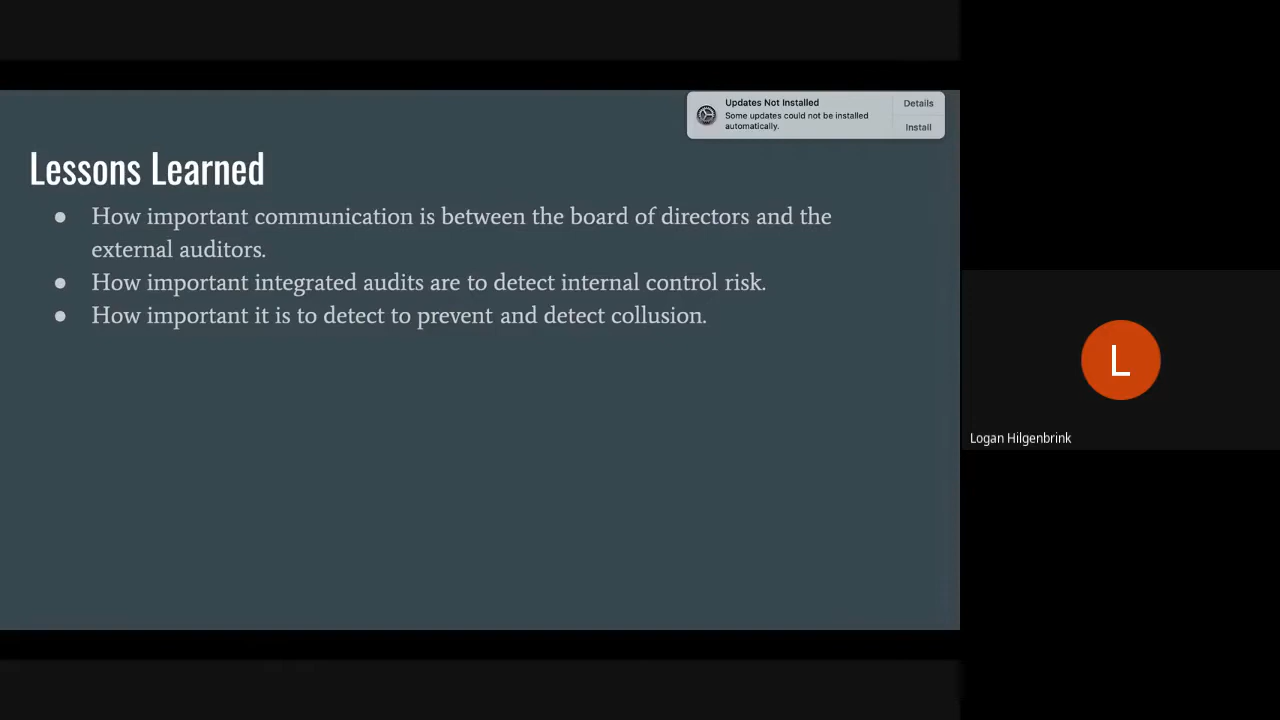 Updates Not Installed
Some updates could not be installed
automatically.
Details
Install
Lessons Learned
● How important communication is between the board of directors and the
external auditors.
● How important integrated audits are to detect internal control risk.
● How important it is to detect to prevent and detect collusion.
L
Logan Hilgenbrink